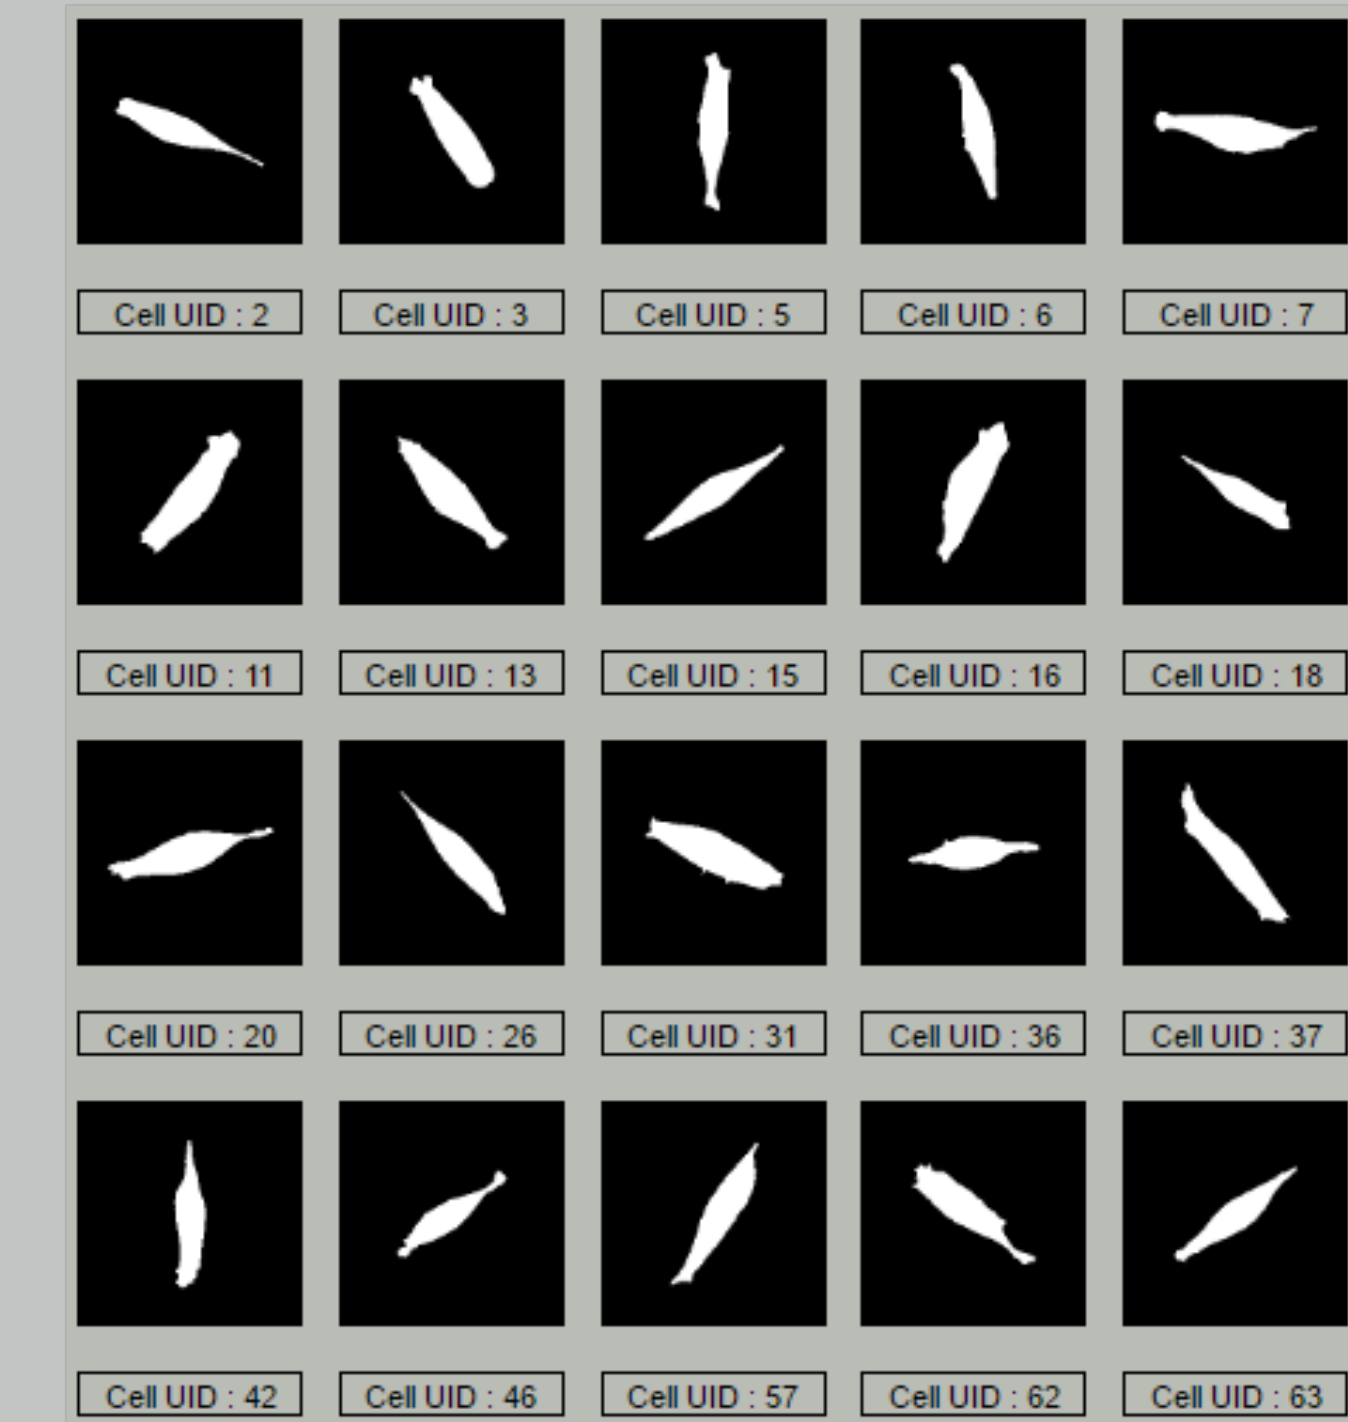 Cell UID : 2
Cell UID : 3
Cell UID : 5
Cell UID : 6
Cell UID : 7
Cell UID : 11
Cell UID : 13
Cell UID : 15
Cell UID : 16
Cell UID : 18
Cell UID : 20
Cell UID : 26
Cell UID : 31
Cell UID : 36
Cell UID : 37
Cell UID : 42
Cell UID : 46
Cell UID : 57
Cell UID : 62
Cell UID : 63